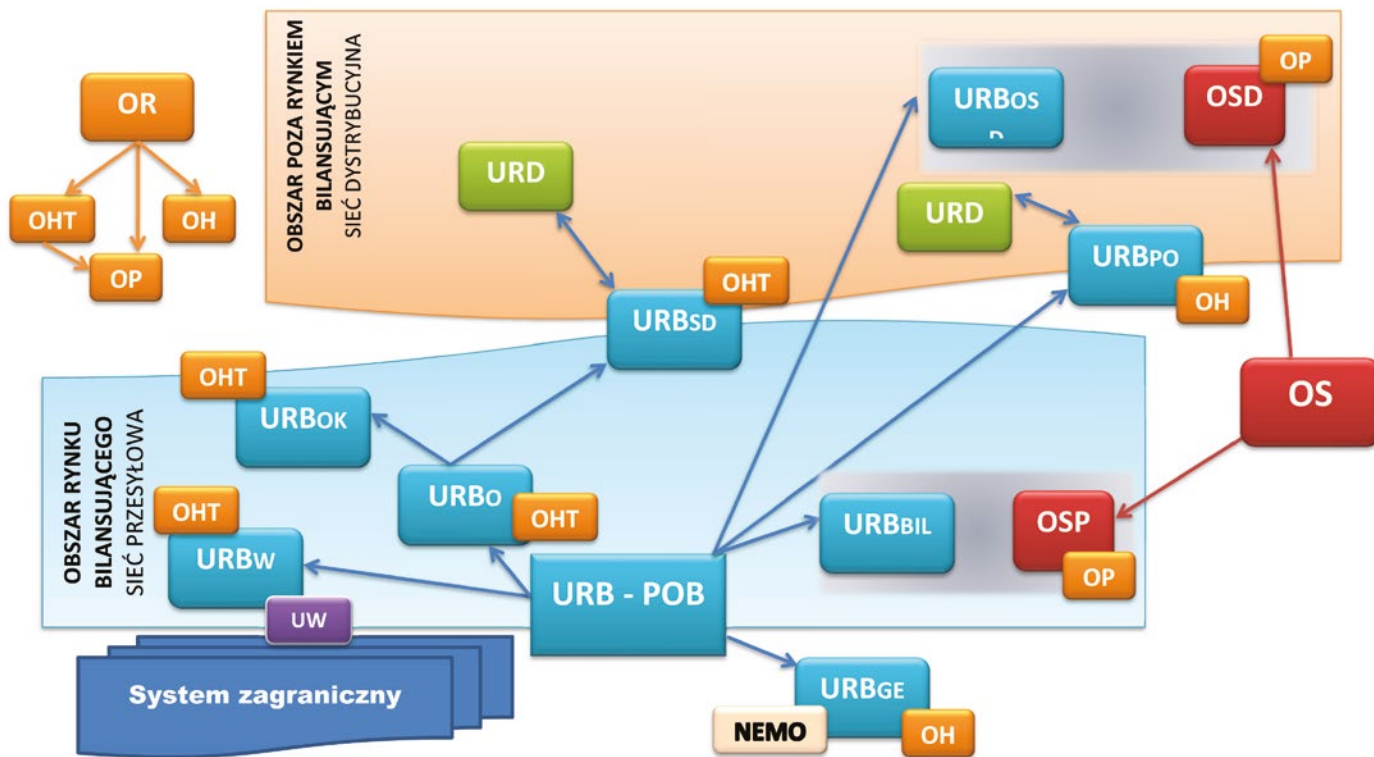 OR
OHT
OH
OP
OBSZAR POZA RYNKIEM
BILANSUJĄCYM
SIEĆ DYSTRYBUCYJNA
URD
URBSD
OHT
URBOS
OSD
OP
URD
URBPO
OH
OS
OBSZAR RYNKU
BILANSUJĄCEGO
SIEĆ PRZESYŁOWA
OHT
URBOK
URBO
OHT
OHT
URBW
UW
URB - POB
URBBIL
OSP
OP
System zagraniczny
URBGE
NEMO
OH